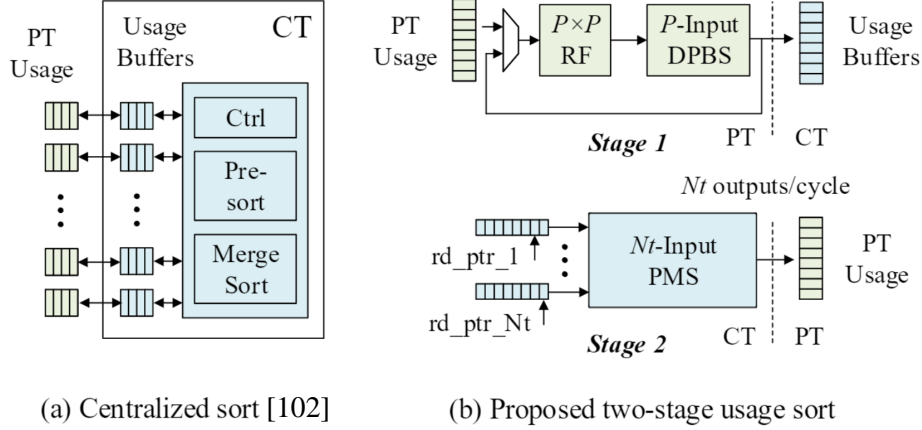 PT
Usage
Usage
Buffers
CT
Ctrl
Pre-
sort
Merge
Sort
(a) Centralized sort [102]
PT
Usage
P×P
RF
P-Input
DPBS
Usage
Buffers
Stage 1
PT
CT
Nt outputs/cycle
rd_ptr_1
rd_ptr_Nt
Nt-Input
PMS
PT
Usage
Stage 2
CT
PT
(b) Proposed two-stage usage sort